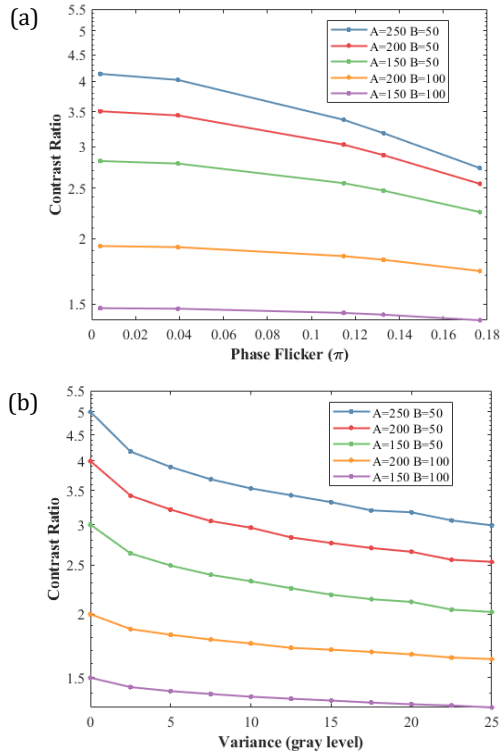 (a)
5.5
5
4.5
4
3.5
3
2.5
2
1.5
Contrast Ratio
A=250 B=50
A=200 B=50
A=150 B=50
A=200 B=100
A=150 B=100
0 0.02 0.04 0.06 0.08 0.1 0.12 0.14 0.16 0.18
Phase Flicker (π)
(b)
5.5
5
4.5
4
3.5
3
2.5
2
1.5
Contrast Ratio
A=250 B=50
A=200 B=50
A=150 B=50
A=200 B=100
A=150 B=100
0 5 10 15 20 25
Variance (gray level)